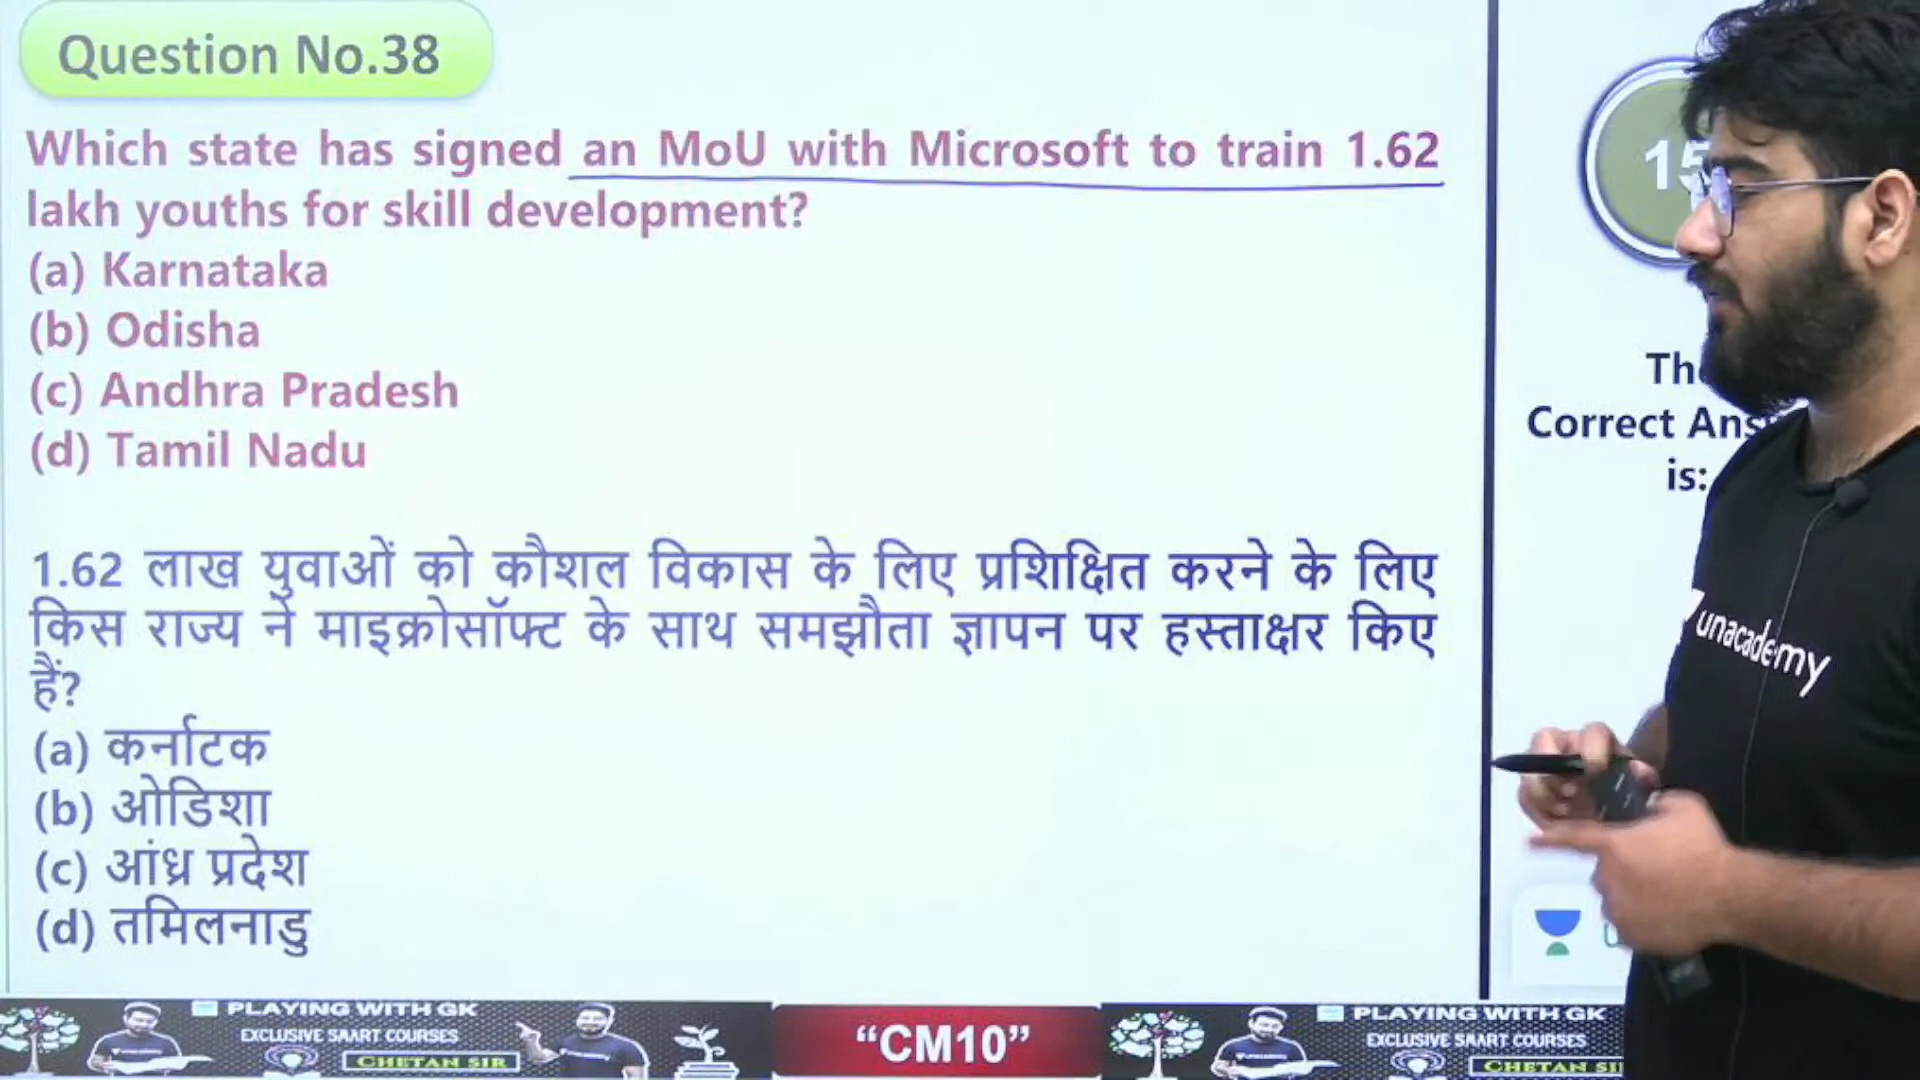 Question No.38
Which state has signed an MoU with Microsoft to train 1.62
lakh youths for skill development?
(a) Karnataka
(b) Odisha
(c) Andhra Pradesh
(d) Tamil Nadu
1.62 लाख युवाओं को कौशल विकास के लिए प्रशिक्षित करने के लिए
किस राज्य ने माइक्रोसॉफ्ट के साथ समझौता ज्ञापन पर हस्ताक्षर किए
हैं?
(a) कर्नाटक
(b) ओडिशा
(c) आंध्र प्रदेश
(d) तमिलनाडु
15
Correct
is:
unacademy
PLAYING WITH GK
EXCLUSIVE SAART COURSES
CHETAN SIR
“CM10”
PLAYING WITH GK
EXCLUSIVE SAART COURSES
CHETAN